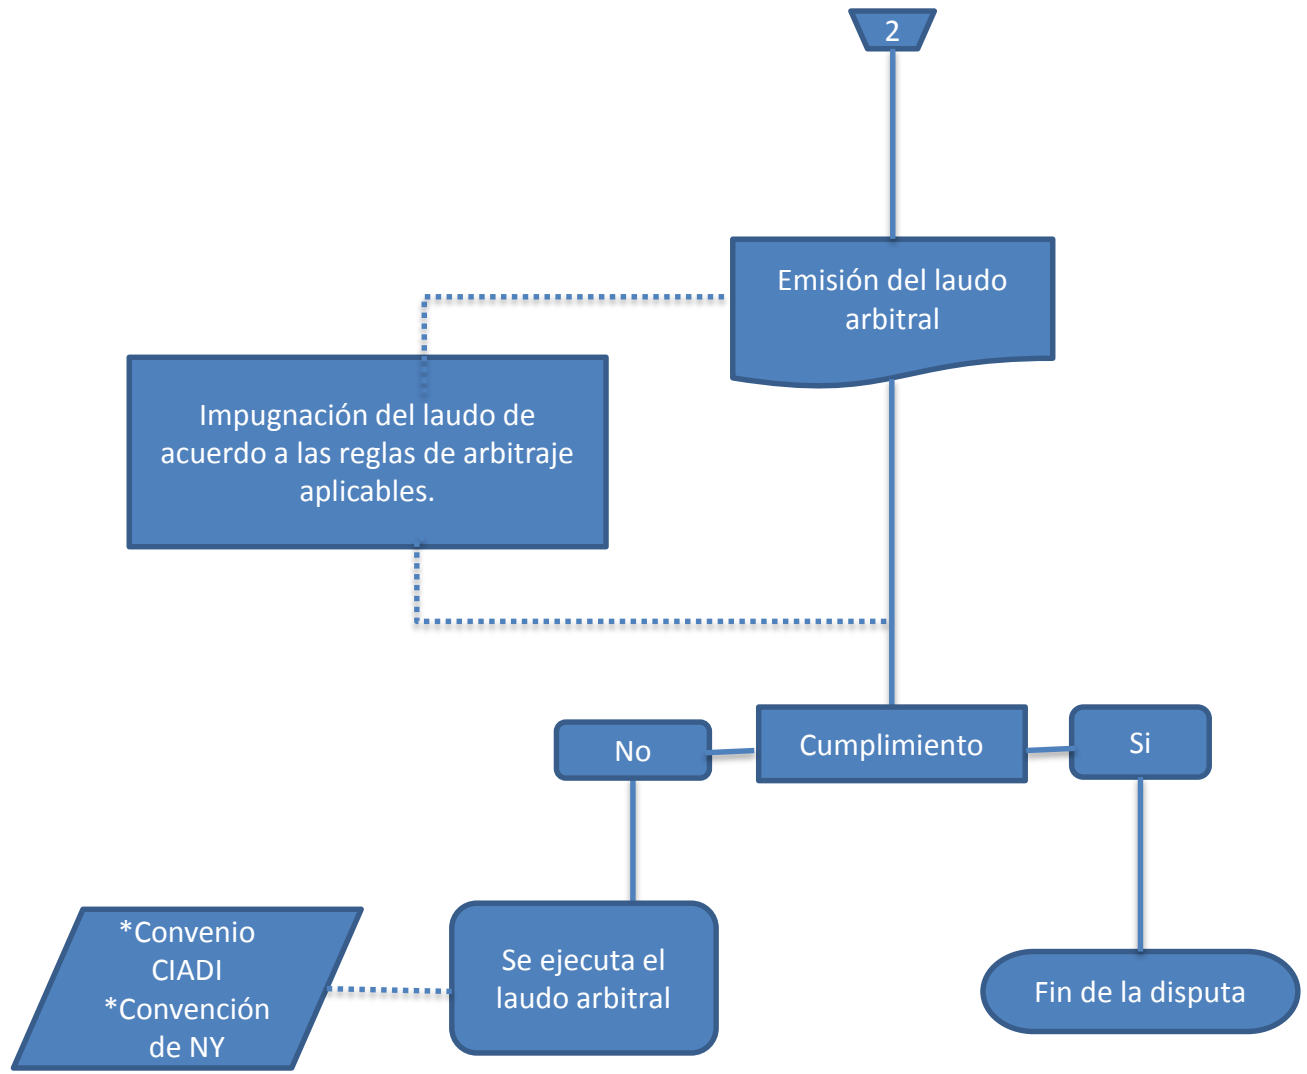 2
Emisión del laudo
arbitral
Impugnación del laudo de
acuerdo a las reglas de arbitraje
aplicables.
No
Cumplimiento
Si
*Convenio
CIADI
*Convención
de NY
Se ejecuta el
laudo arbitral
Fin de la disputa